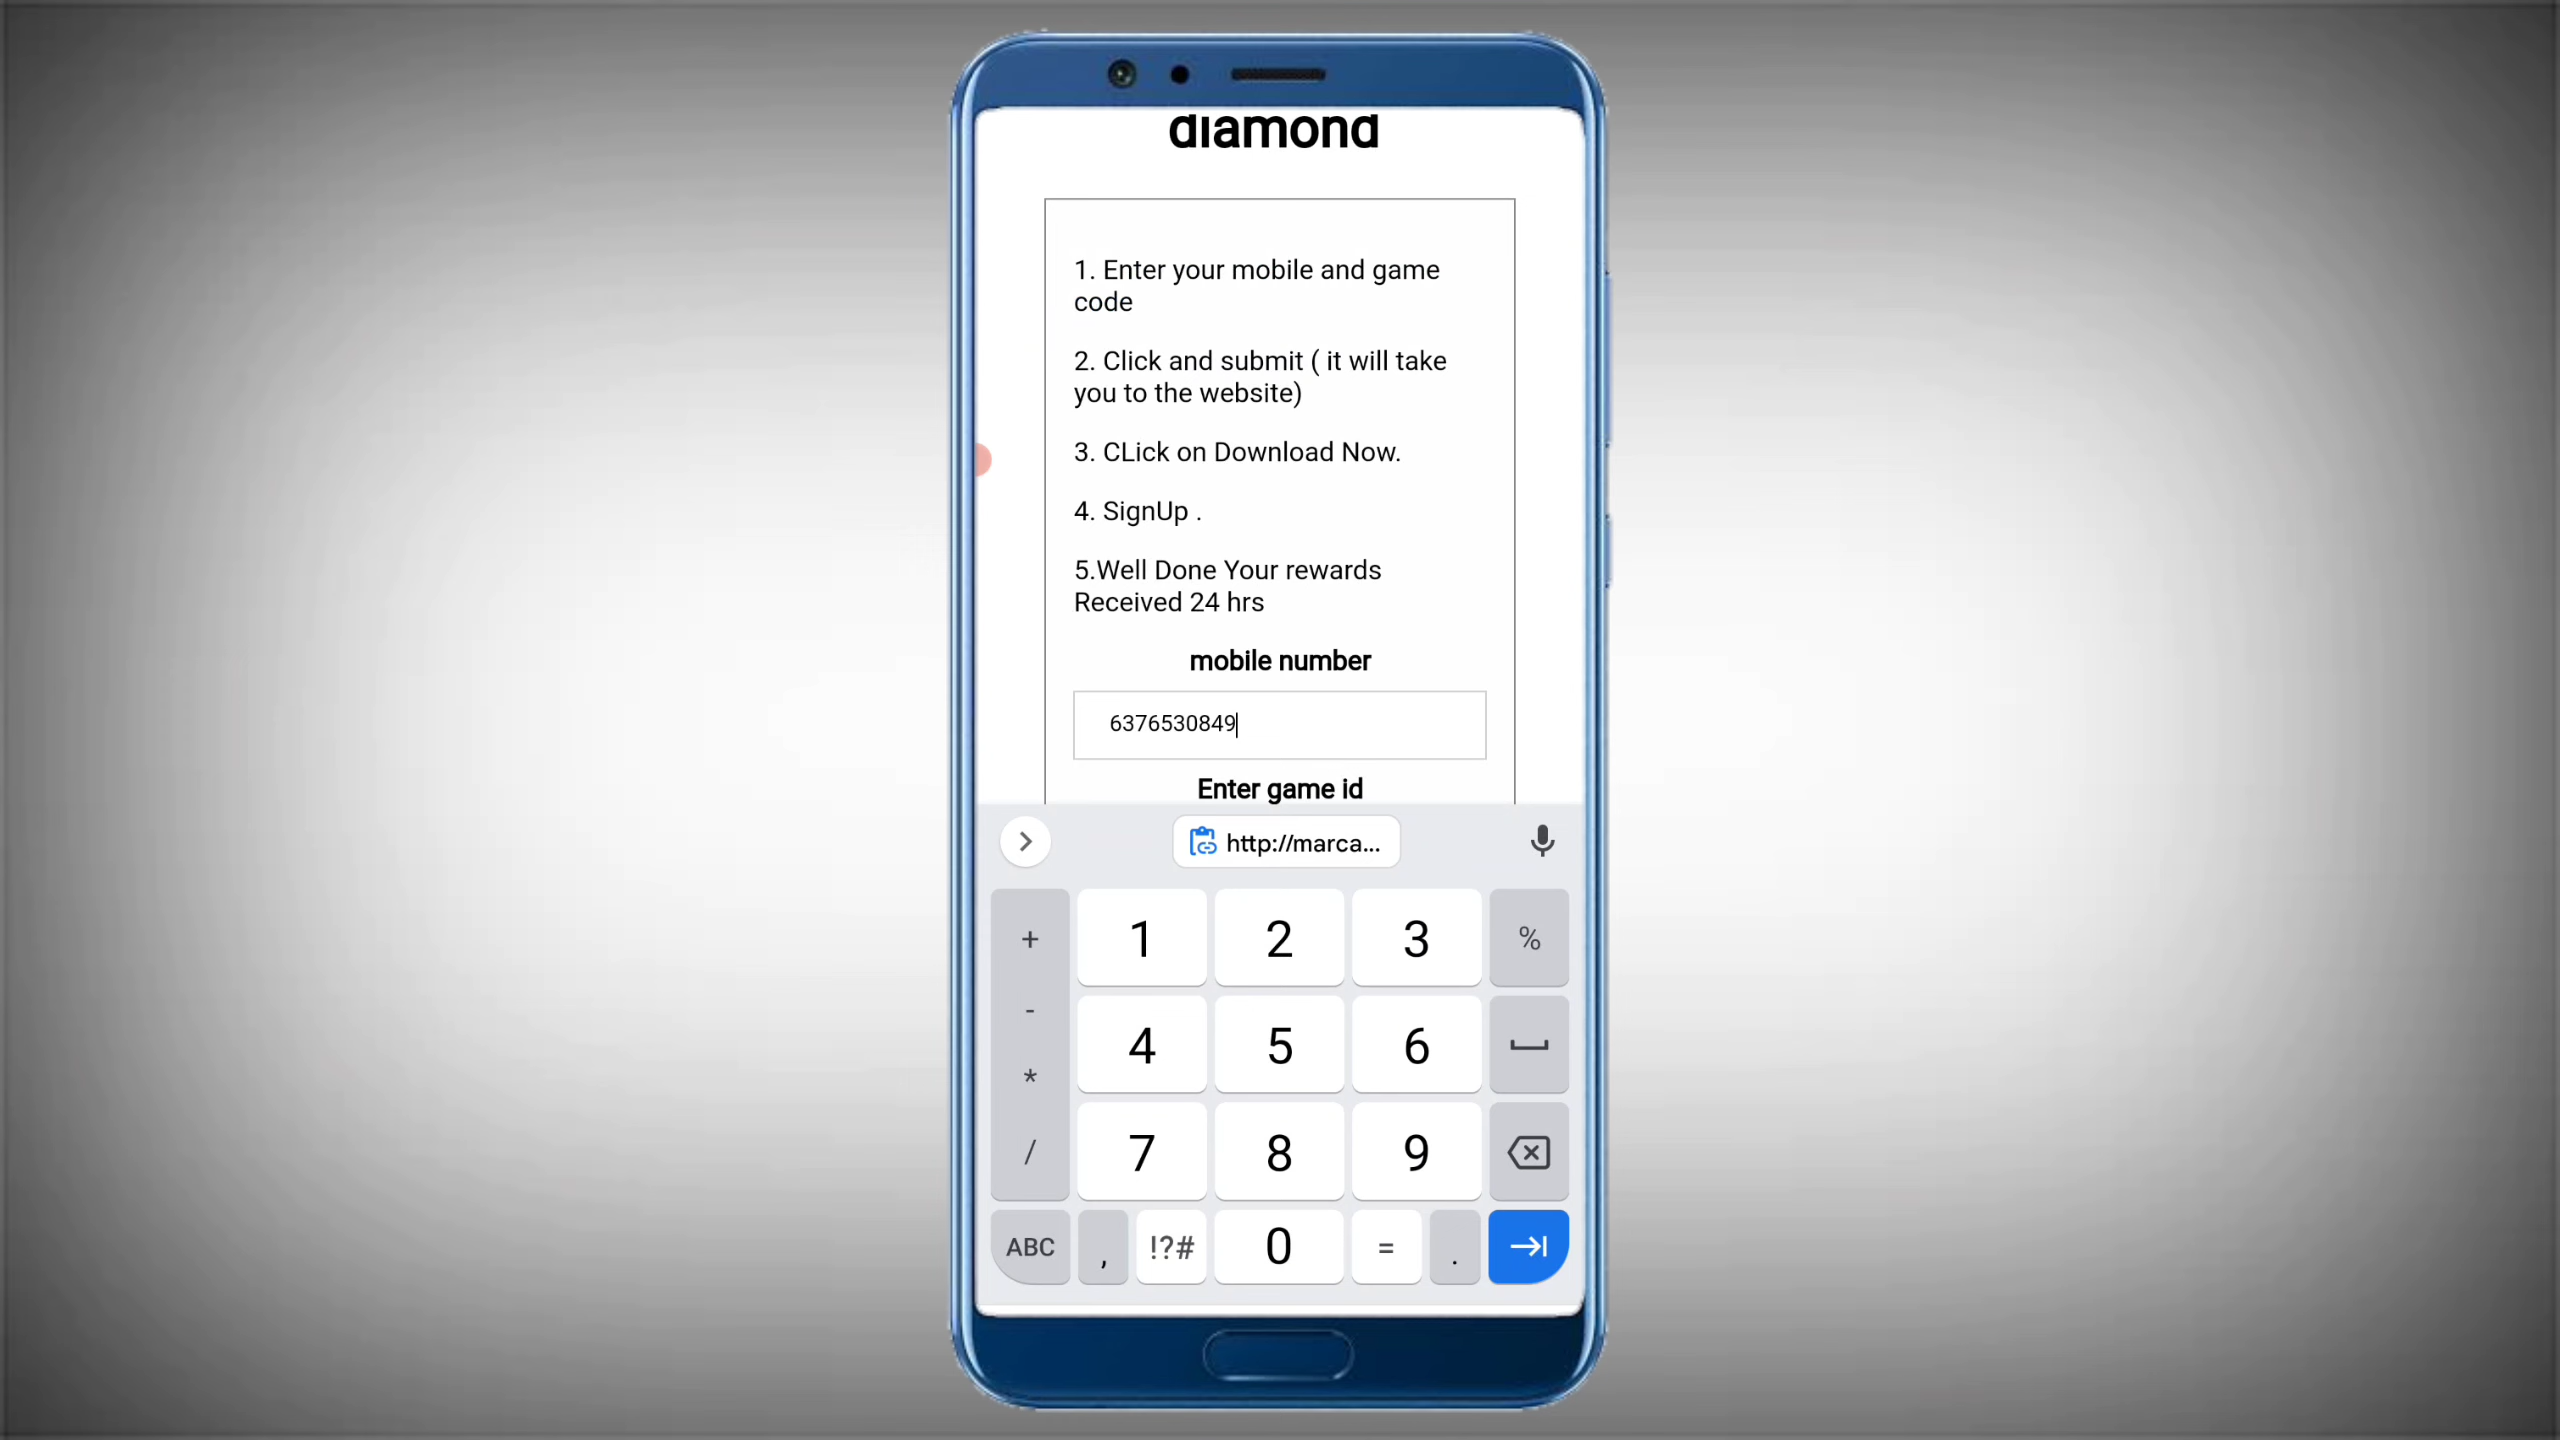 diamond
1. Enter your mobile and game
code
2. Click and submit ( it will take
you to the website)
3. CLick on Download Now.
4. SignUp .
5.Well Done Your rewards
Received 24 hrs
mobile number
6376530849
Enter game id
http://marca...
+ 1 2 3 %
- 4 5 6
*
/ 7 8 9
ABC , !?# 0 = .